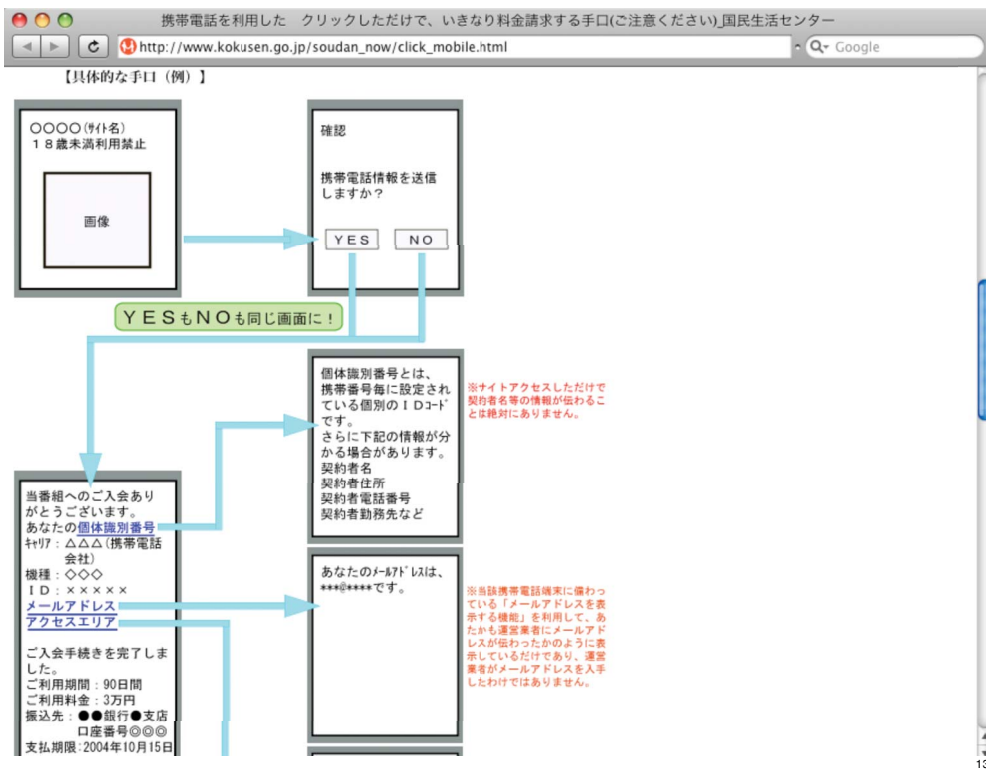 携帯電話を利用した　クリックしただけで、いきなり料金請求する手口(ご注意ください)_国民生活センター
http://www.kokusen.go.jp/soudan_now/click_mobile.html
Google
【具体的な手口（例）】
○○○○(ｻｲﾄ名)
１８歳未満利用禁止
画像
確認
携帯電話情報を送信
しますか？
ＹＥＳ
ＮＯ
ＹＥＳもＮＯも同じ画面に！
個体識別番号とは、
携帯番号毎に設定され
ている個別のＩＤｺｰﾄﾞ
です。
さらに下記の情報が分
かる場合があります。
契約者名
契約者住所
契約者電話番号
契約者勤務先など
※サイトアクセスしただけで
契約者名等の情報が伝わるこ
とは絶対にありません。
当番組へのご入会あり
がとうございます。
あなたの個体識別番号
ｷｬﾘｱ：△△△(携帯電話
会社)
機種：◇◇◇
ＩＤ：×××××
メールアドレス
アクセスエリア
ご入会手続きを完了しま
した。
ご利用期間：90日間
ご利用料金：3万円
振込先：●●銀行●支店
口座番号◎◎◎
支払期限：2004年10月15日
あなたのﾒｰﾙｱﾄﾞﾚｽは、
***@****です。
※当該携帯電話端末に備わっ
ている「メールアドレスを表
示する機能」を利用して、あ
たかも運営業者にメールアド
レスが伝わったかのように表
示しているだけであり、運営
業者がメールアドレスを入手
したわけではありません。
13